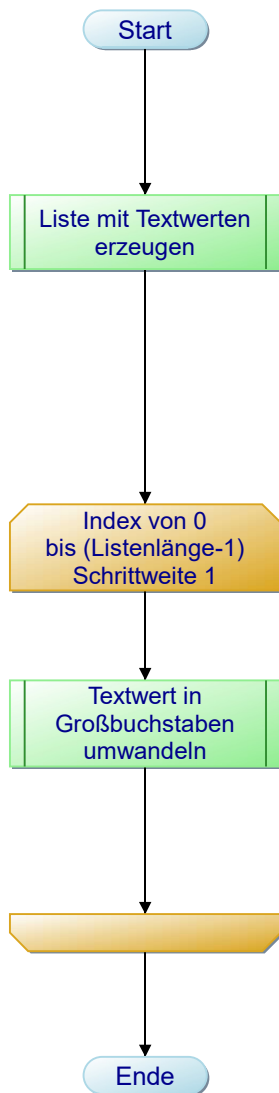 Start
Liste mit Textwerten
erzeugen
Index von 0
bis (Listenlänge-1)
Schrittweite 1
Textwert in
Großbuchstaben
umwandeln
Ende